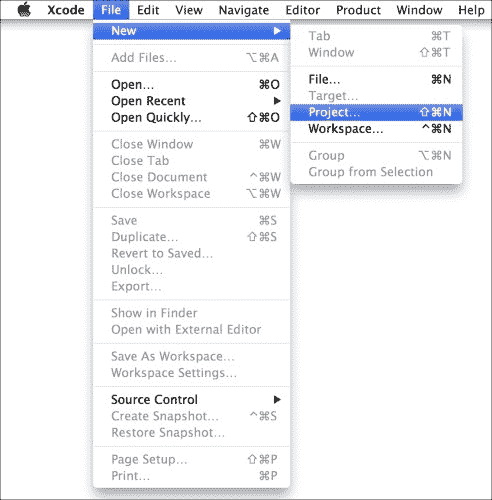 Xcode File Edit View Navigate Editor Product Window Help
New
Add Files... ⌥⌘A
Open... ⌘O
Open Recent
Open Quickly... ⇧⌘O
Close Window ⌘W
Close Tab
Close Document ^⌘W
Close Workspace ⌥⌘W
Save ⌘S
Duplicate... ⇧⌘S
Revert to Saved...
Unlock...
Export...
Show in Finder
Open with External Editor
Save As Workspace...
Workspace Settings...
Source Control
Create Snapshot... ^⌘S
Restore Snapshot...
Page Setup... ⇧⌘P
Print... ⌘P
Tab ⌘T
Window ⇧⌘T
File... ⌘N
Target...
Project... ⇧⌘N
Workspace... ^⌘N
Group ⌥⌘N
Group from Selection